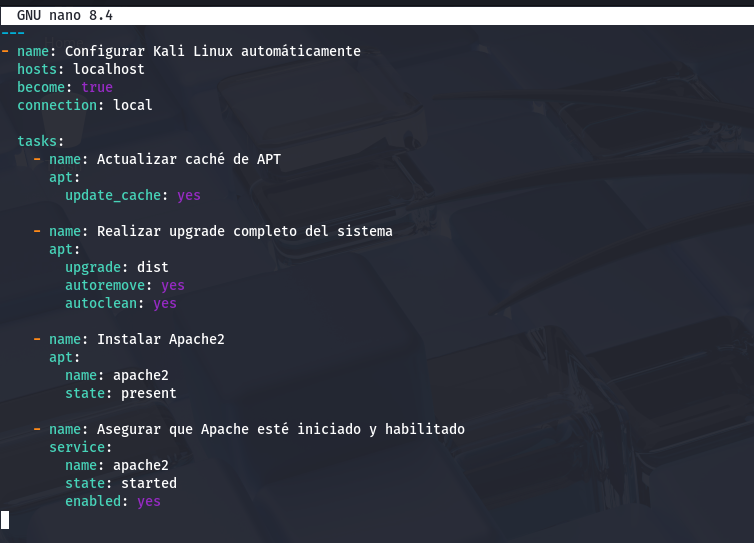 GNU nano 8.4
---
- name: Configurar Kali Linux automáticamente
  hosts: localhost
  become: true
  connection: local

  tasks:
    - name: Actualizar caché de APT
      apt:
        update_cache: yes

    - name: Realizar upgrade completo del sistema
      apt:
        upgrade: dist
        autoremove: yes
        autoclean: yes

    - name: Instalar Apache2
      apt:
        name: apache2
        state: present

    - name: Asegurar que Apache esté iniciado y habilitado
      service:
        name: apache2
        state: started
        enabled: yes